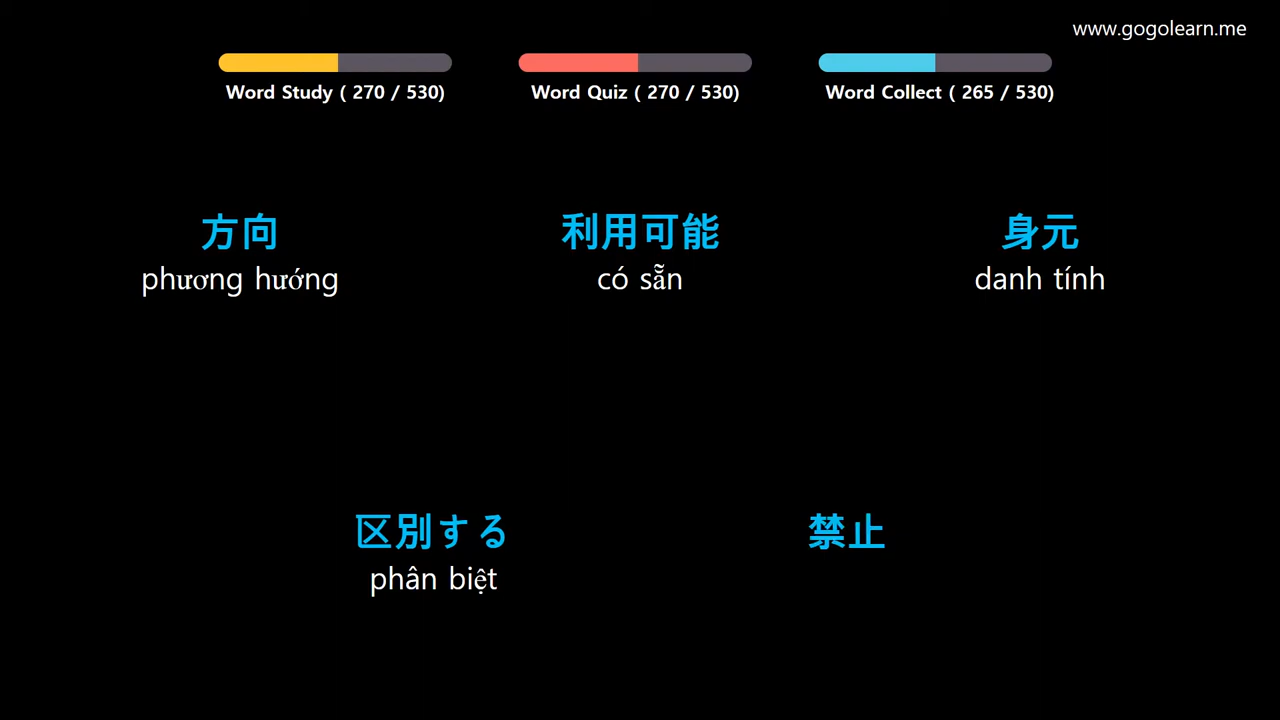 www.gogolearn.me
Word Study ( 270 / 530)
Word Quiz ( 270 / 530)
Word Collect ( 265 / 530)
方向
phương hướng
利用可能
có sẵn
身元
danh tính
区別する
phân biệt
禁止